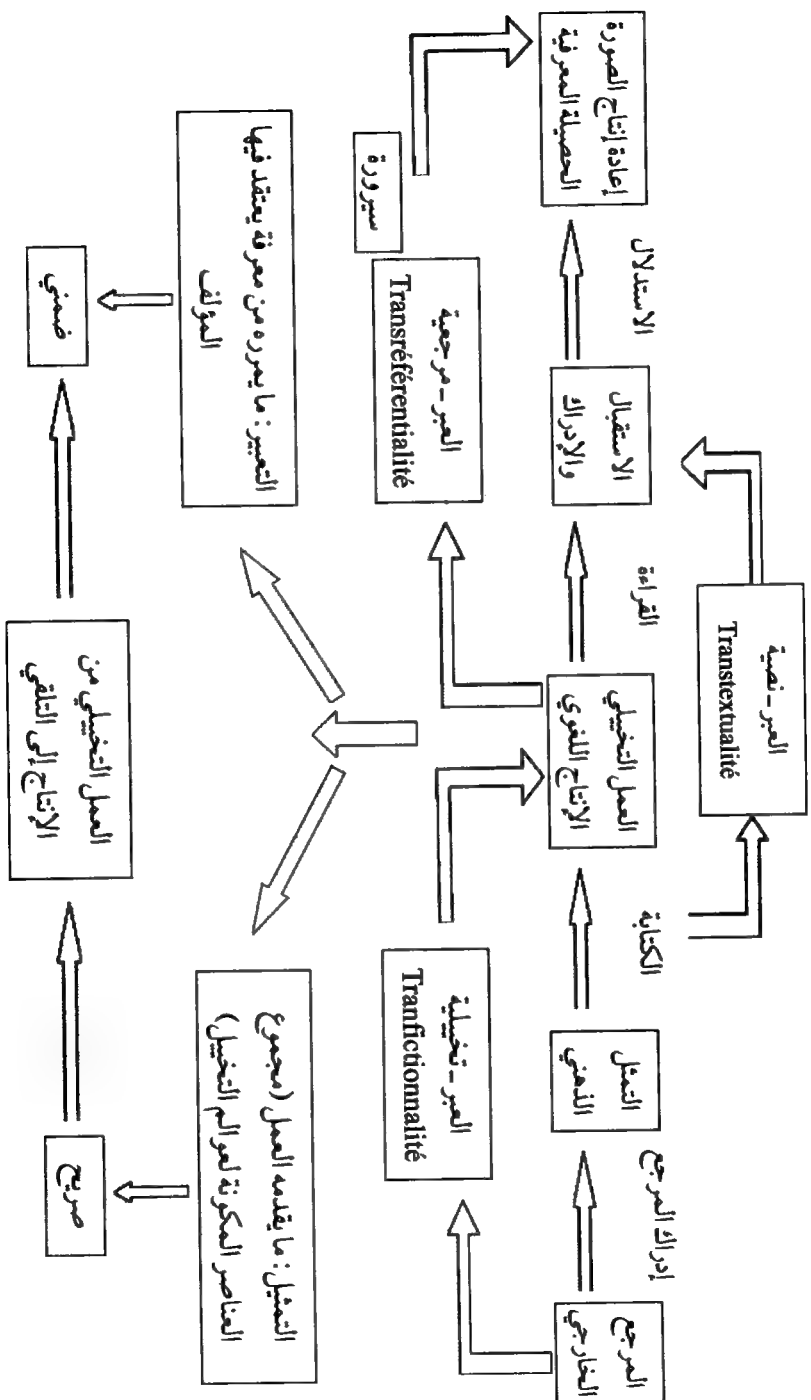 العبر-نصية
Transtextualité
الكتابة
القراءة
الاستدلال
إدراك المرجع
المرجع
الخارجي
التمثل
الذهني
العمل التخييلي
الإنتاج اللغوي
الاستقبال
والإدراك
إعادة إنتاج الصورة
الحصيلة المعرفية
العبر-تخييلية
Tranfictionnalité
العبر-مرجعية
Transréférentialité
سيرورة
التمثيل: ما يقدمه العمل (مجموع
العناصر المكونة لعوالم التخييل)
التعبير: ما يمرره من معرفة يعتقد فيها
المؤلف
صريح
العمل التخييلي من
الإنتاج إلى التلقي
ضمني